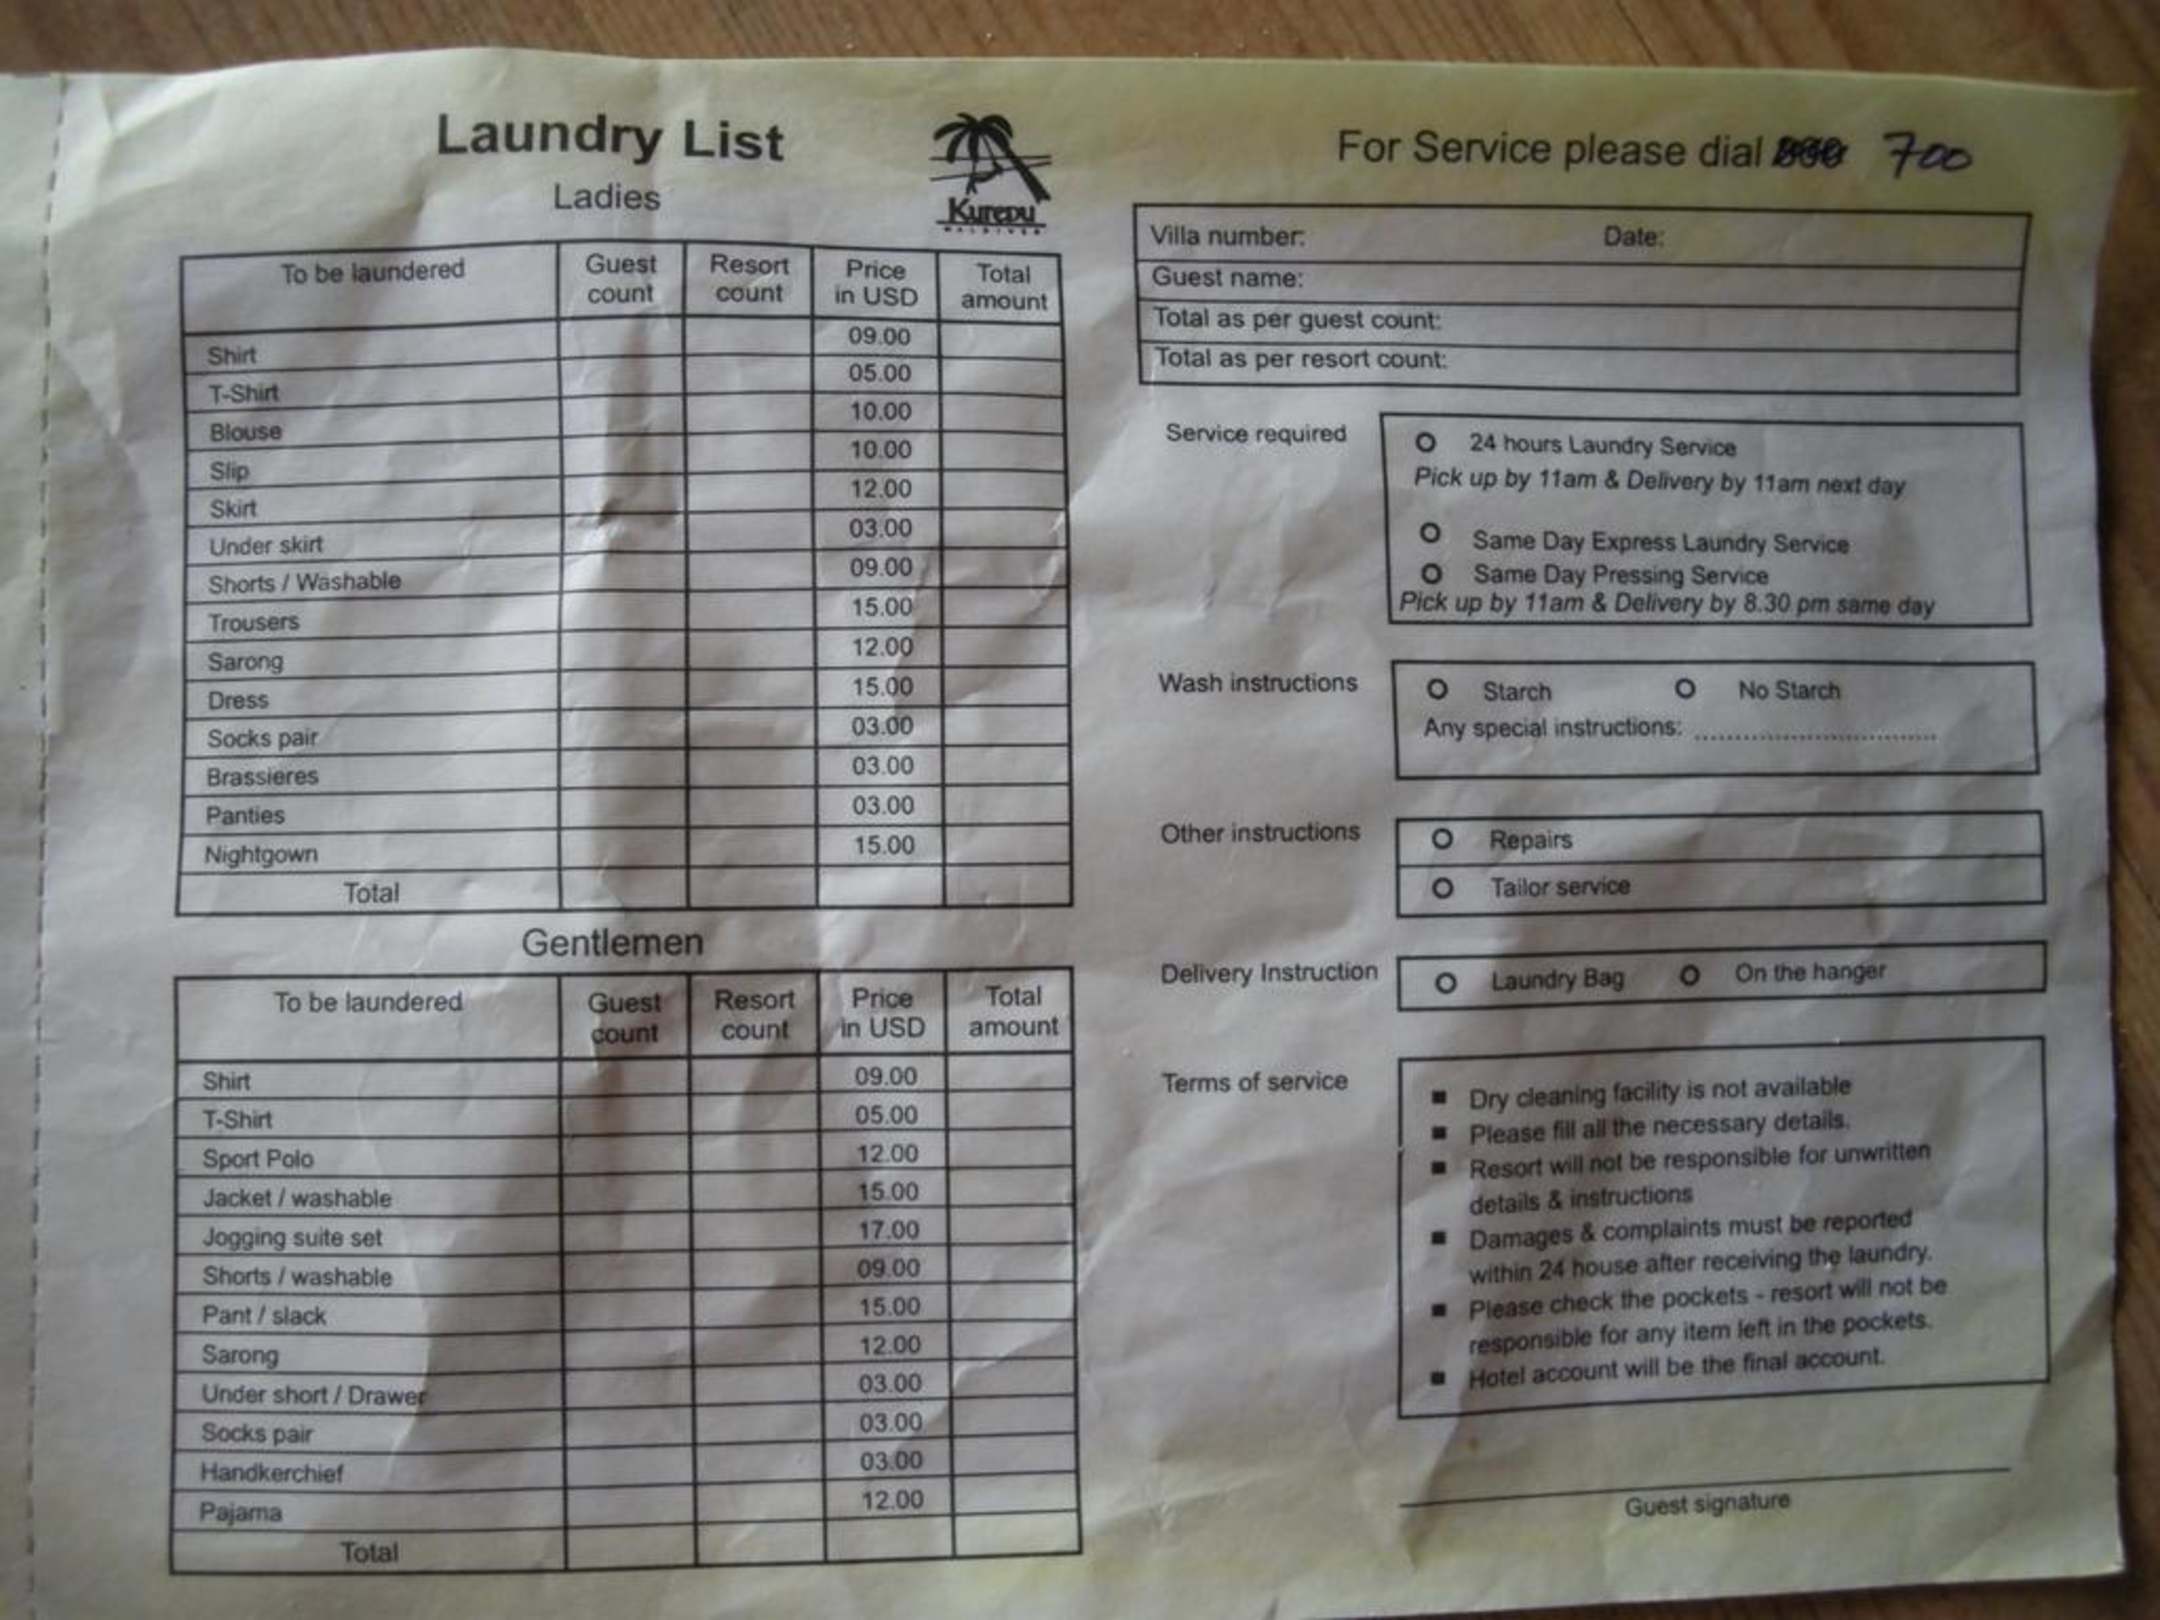 Laundry List
Ladies
KUREDU
MALDIVES
To be laundered Guest count Resort count Price in USD Total amount
Shirt 09.00
T-Shirt 05.00
Blouse 10.00
Slip 10.00
Skirt 12.00
Under skirt 03.00
Shorts / Washable 09.00
Trousers 15.00
Sarong 12.00
Dress 15.00
Socks pair 03.00
Brassieres 03.00
Panties 03.00
Nightgown 15.00
Total
Gentlemen
To be laundered Guest count Resort count Price in USD Total amount
Shirt 09.00
T-Shirt 05.00
Sport Polo 12.00
Jacket / washable 15.00
Jogging suite set 17.00
Shorts / washable 09.00
Pant / slack 15.00
Sarong 12.00
Under short / Drawer 03.00
Socks pair 03.00
Handkerchief 03.00
Pajama 12.00
Total
For Service please dial 700
Villa number: Date:
Guest name:
Total as per guest count:
Total as per resort count:
Service required
24 hours Laundry Service
Pick up by 11am & Delivery by 11am next day
Same Day Express Laundry Service
Same Day Pressing Service
Pick up by 11am & Delivery by 8.30 pm same day
Wash instructions
Starch No Starch
Any special instructions: ..............................
Other instructions
Repairs
Tailor service
Delivery Instruction
Laundry Bag On the hanger
Terms of service
Dry cleaning facility is not available
Please fill all the necessary details.
Resort will not be responsible for unwritten
details & instructions
Damages & complaints must be reported
within 24 house after receiving the laundry.
Please check the pockets - resort will not be
responsible for any item left in the pockets.
Hotel account will be the final account.
Guest signature